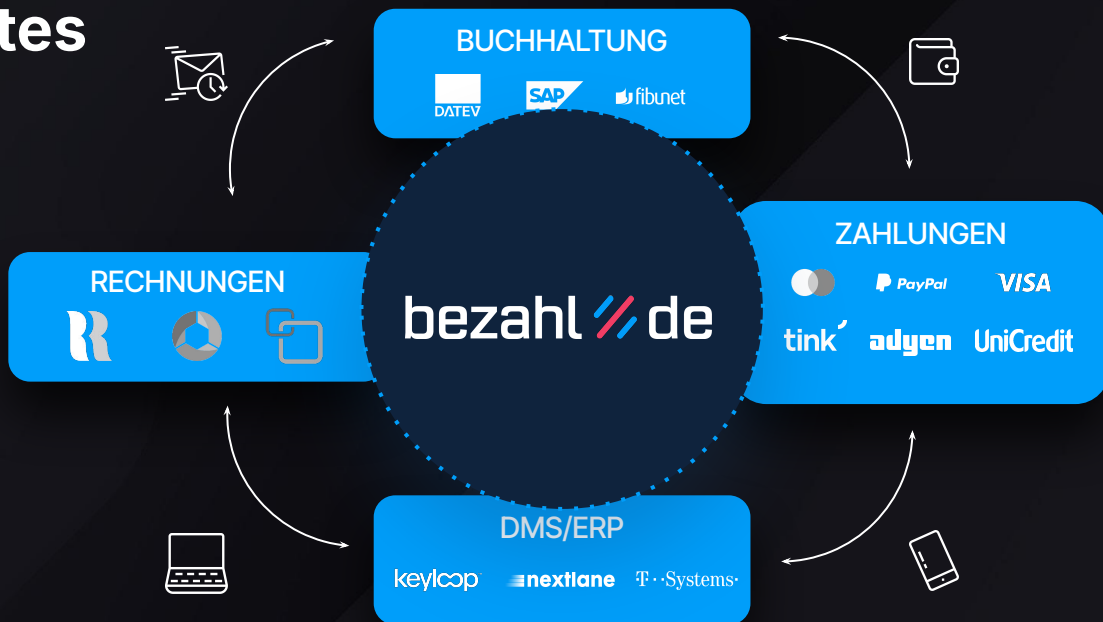 tes
BUCHHALTUNG
DATEV SAP fibunet
ZAHLUNGEN
PayPal VISA
tink adyen UniCredit
RECHNUNGEN
bezahl de
DMS/ERP
keyloop nextlane T··Systems·